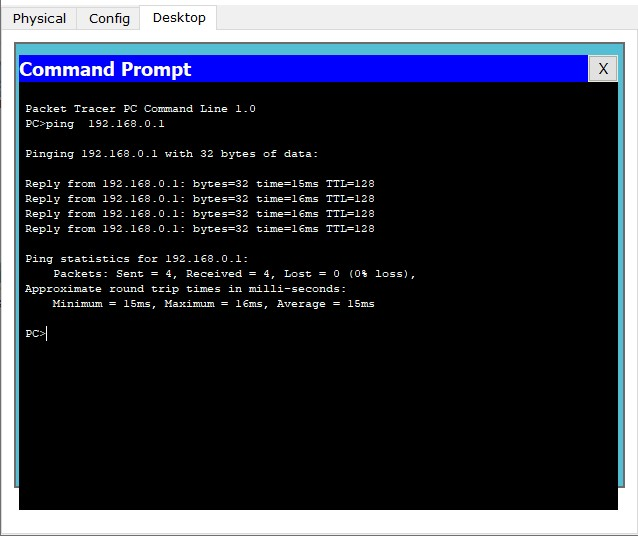 Physical Config Desktop
Command Prompt X
Packet Tracer PC Command Line 1.0
PC>ping  192.168.0.1
Pinging 192.168.0.1 with 32 bytes of data:
Reply from 192.168.0.1: bytes=32 time=15ms TTL=128
Reply from 192.168.0.1: bytes=32 time=16ms TTL=128
Reply from 192.168.0.1: bytes=32 time=16ms TTL=128
Reply from 192.168.0.1: bytes=32 time=16ms TTL=128
Ping statistics for 192.168.0.1:
    Packets: Sent = 4, Received = 4, Lost = 0 (0% loss),
Approximate round trip times in milli-seconds:
    Minimum = 15ms, Maximum = 16ms, Average = 15ms
PC>